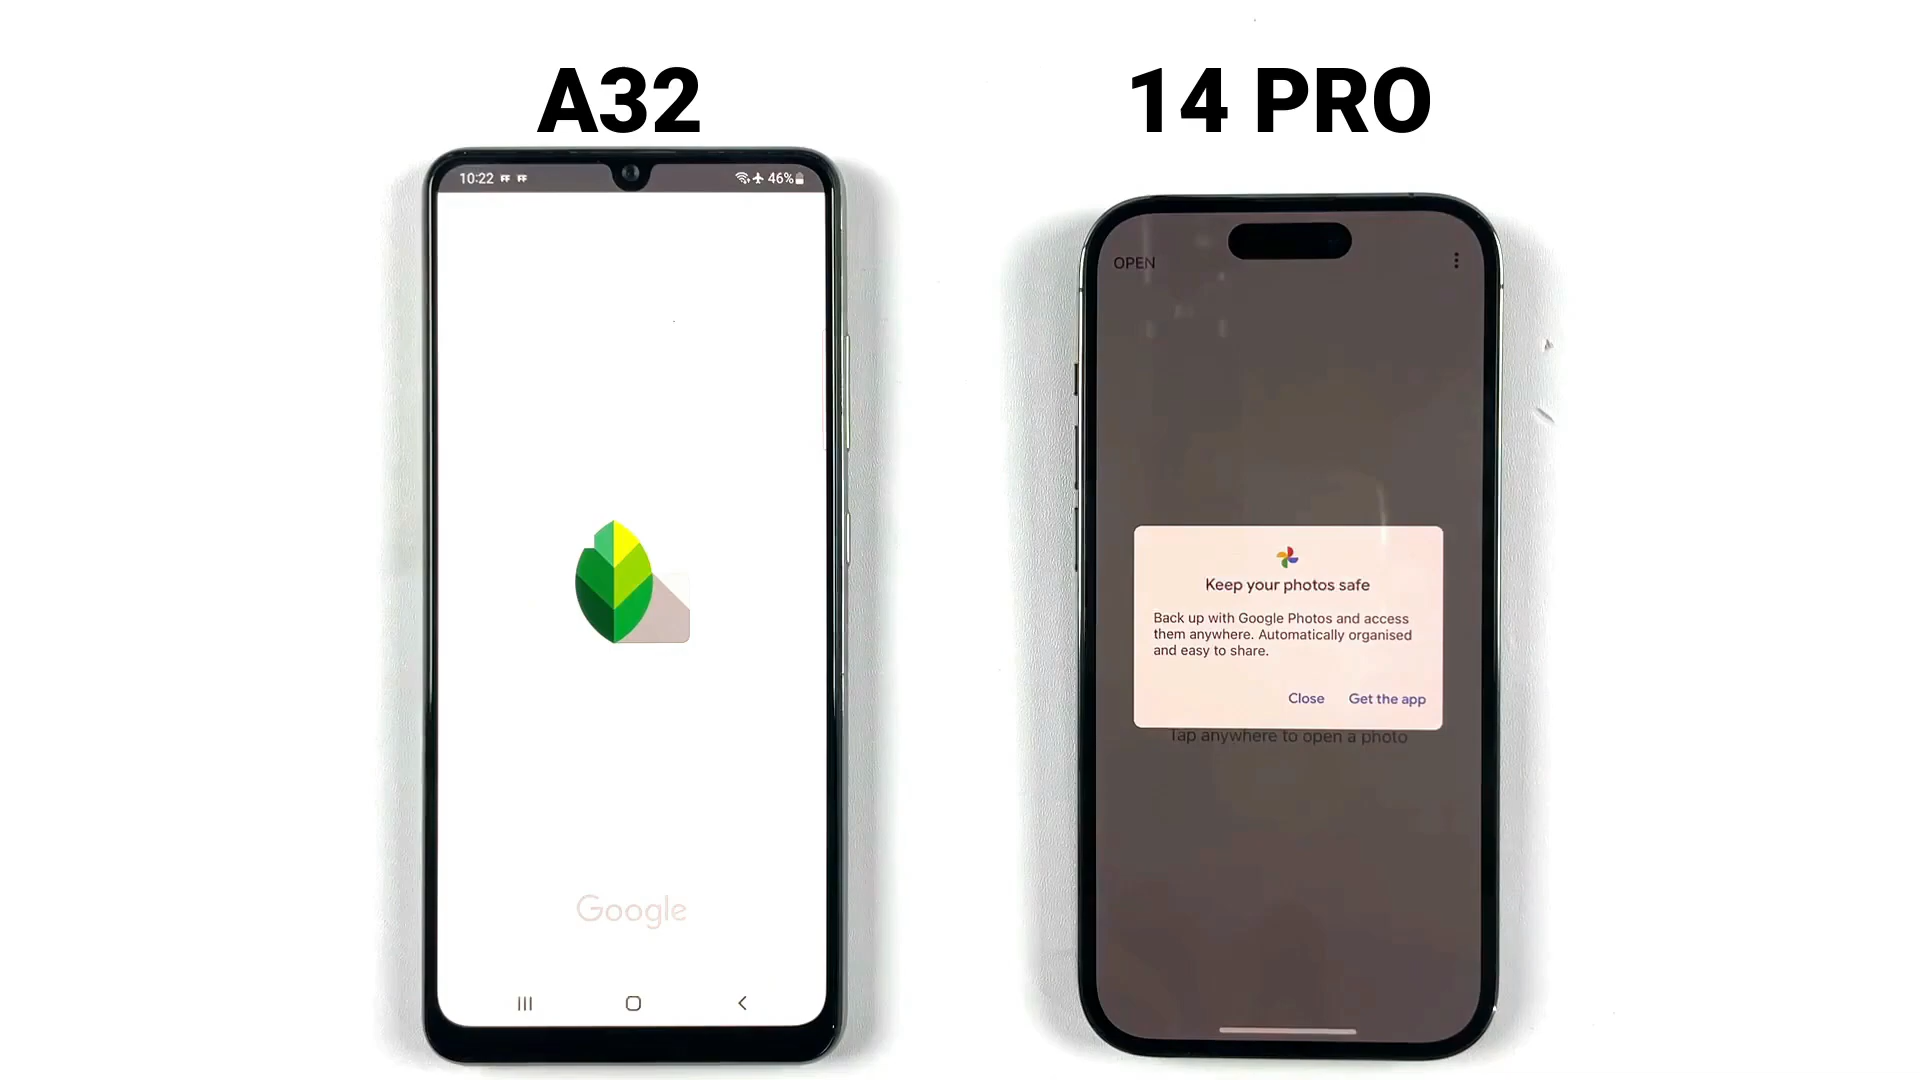 A32
14 PRO
10:22
46%
Google
OPEN
Keep your photos safe
Back up with Google Photos and access
them anywhere. Automatically organised
and easy to share.
Close Get the app
Tap anywhere to open a photo